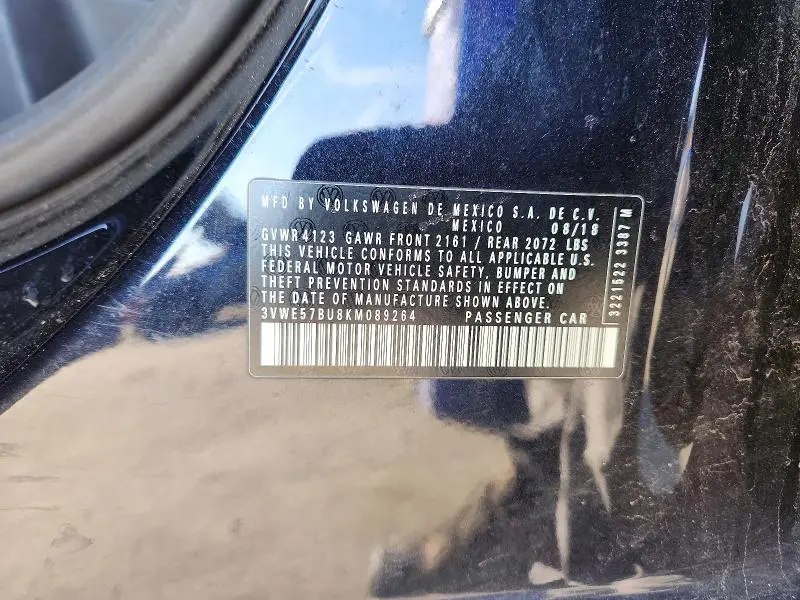 MFD BY VOLKSWAGEN DE MEXICO S.A. DE C.V.
MEXICO 08/18
GVWR 4123 GAWR FRONT 2161 / REAR 2072 LBS
THIS VEHICLE CONFORMS TO ALL APPLICABLE U.S.
FEDERAL MOTOR VEHICLE SAFETY, BUMPER AND
THEFT PREVENTION STANDARDS IN EFFECT ON
THE DATE OF MANUFACTURE SHOWN ABOVE.
3VWE57BU8KM089264 PASSENGER CAR
3221522 3387 M